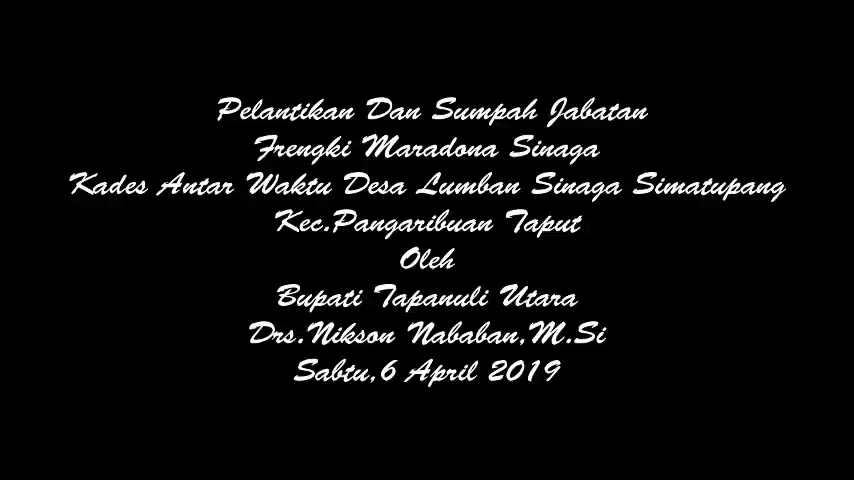 Pelantikan Dan Sumpah Jabatan
Frengki Maradona Sinaga
Kades Antar Waktu Desa Lumban Sinaga Simatupang
Kec.Pangaribuan Taput
Oleh
Bupati Tapanuli Utara
Drs.Nikson Nababan,M.Si
Sabtu,6 April 2019